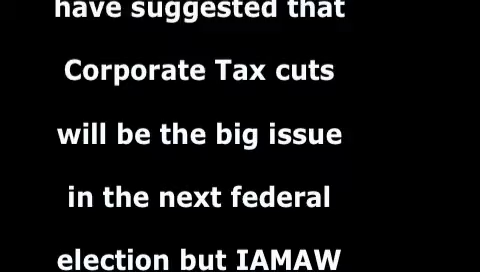 have suggested that
Corporate Tax cuts
will be the big issue
in the next federal
election but IAMAW